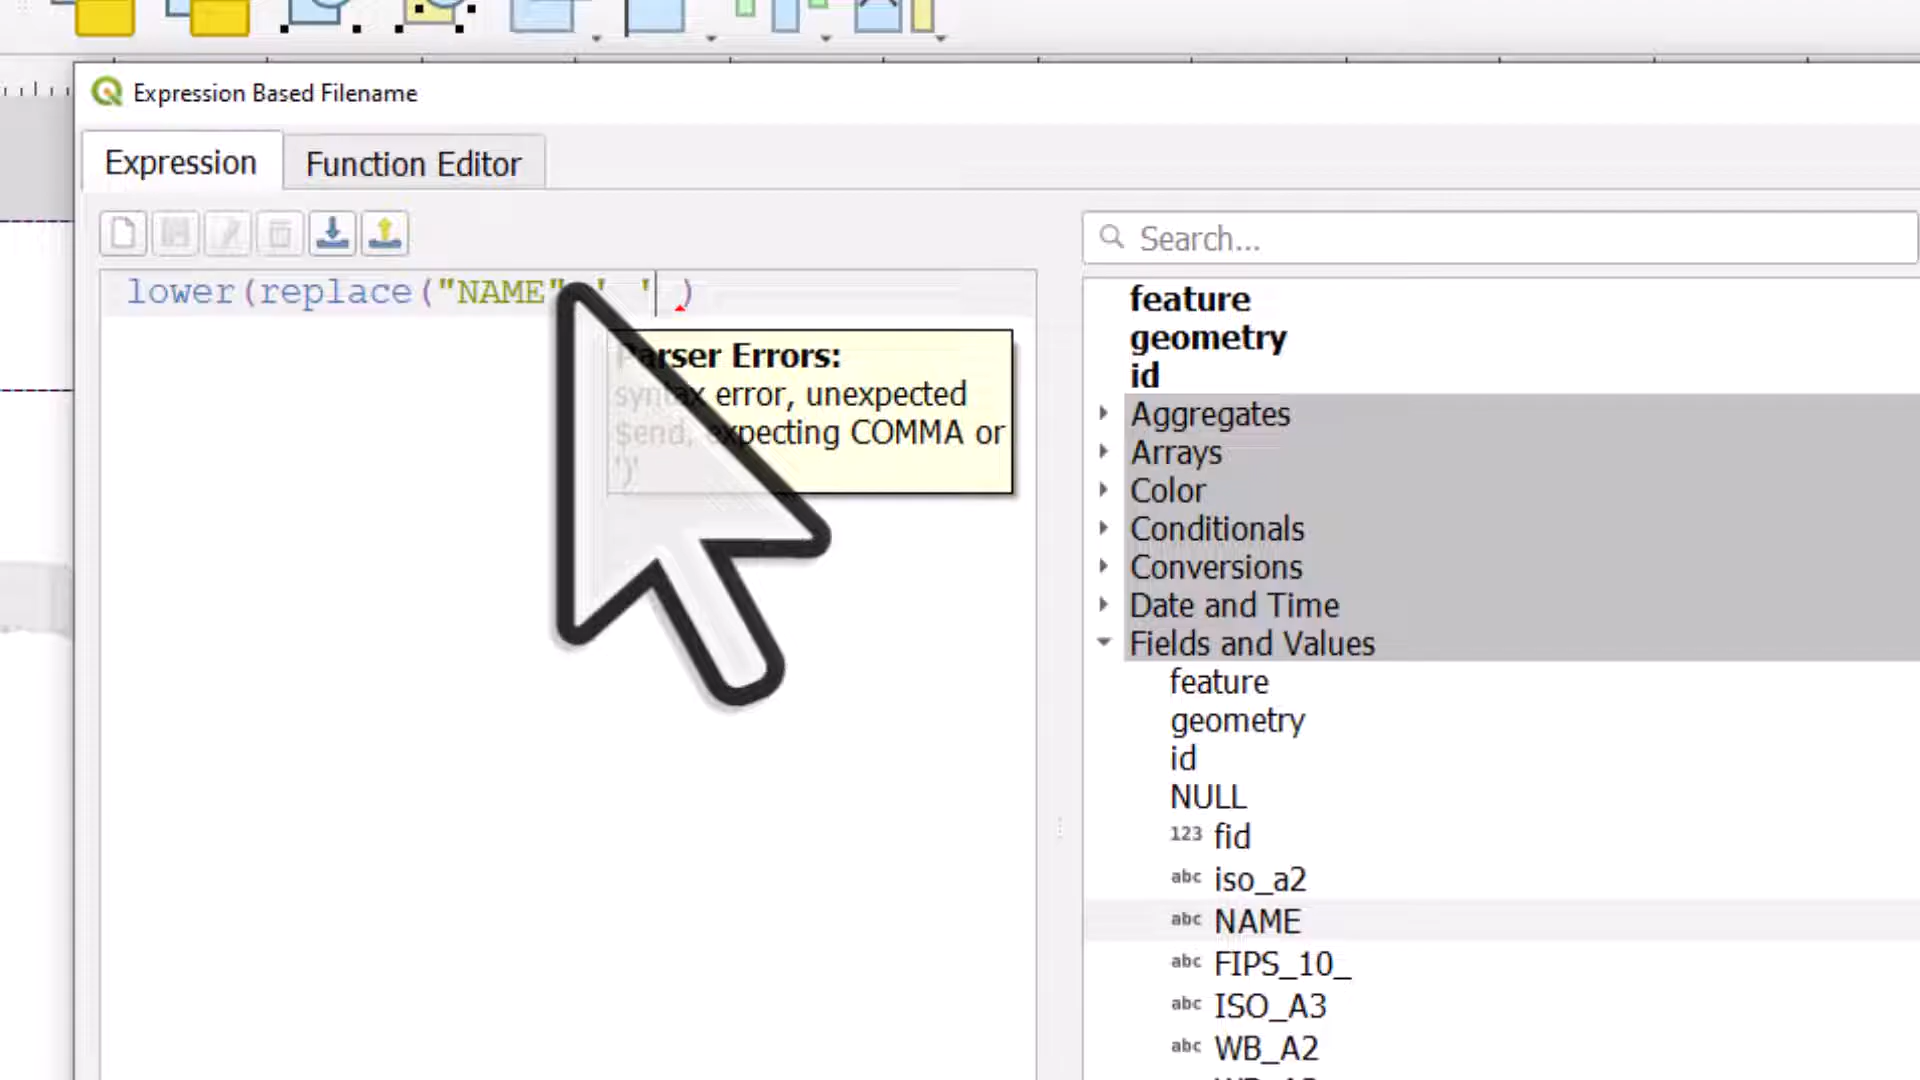 Expression Based Filename
Expression Function Editor
Search...
lower(replace("NAME" ' ' )
Parser Errors:
syntax error, unexpected
$end, expecting COMMA or
')'
feature
geometry
id
Aggregates
Arrays
Color
Conditionals
Conversions
Date and Time
Fields and Values
feature
geometry
id
NULL
123 fid
abc iso_a2
abc NAME
abc FIPS_10_
abc ISO_A3
abc WB_A2